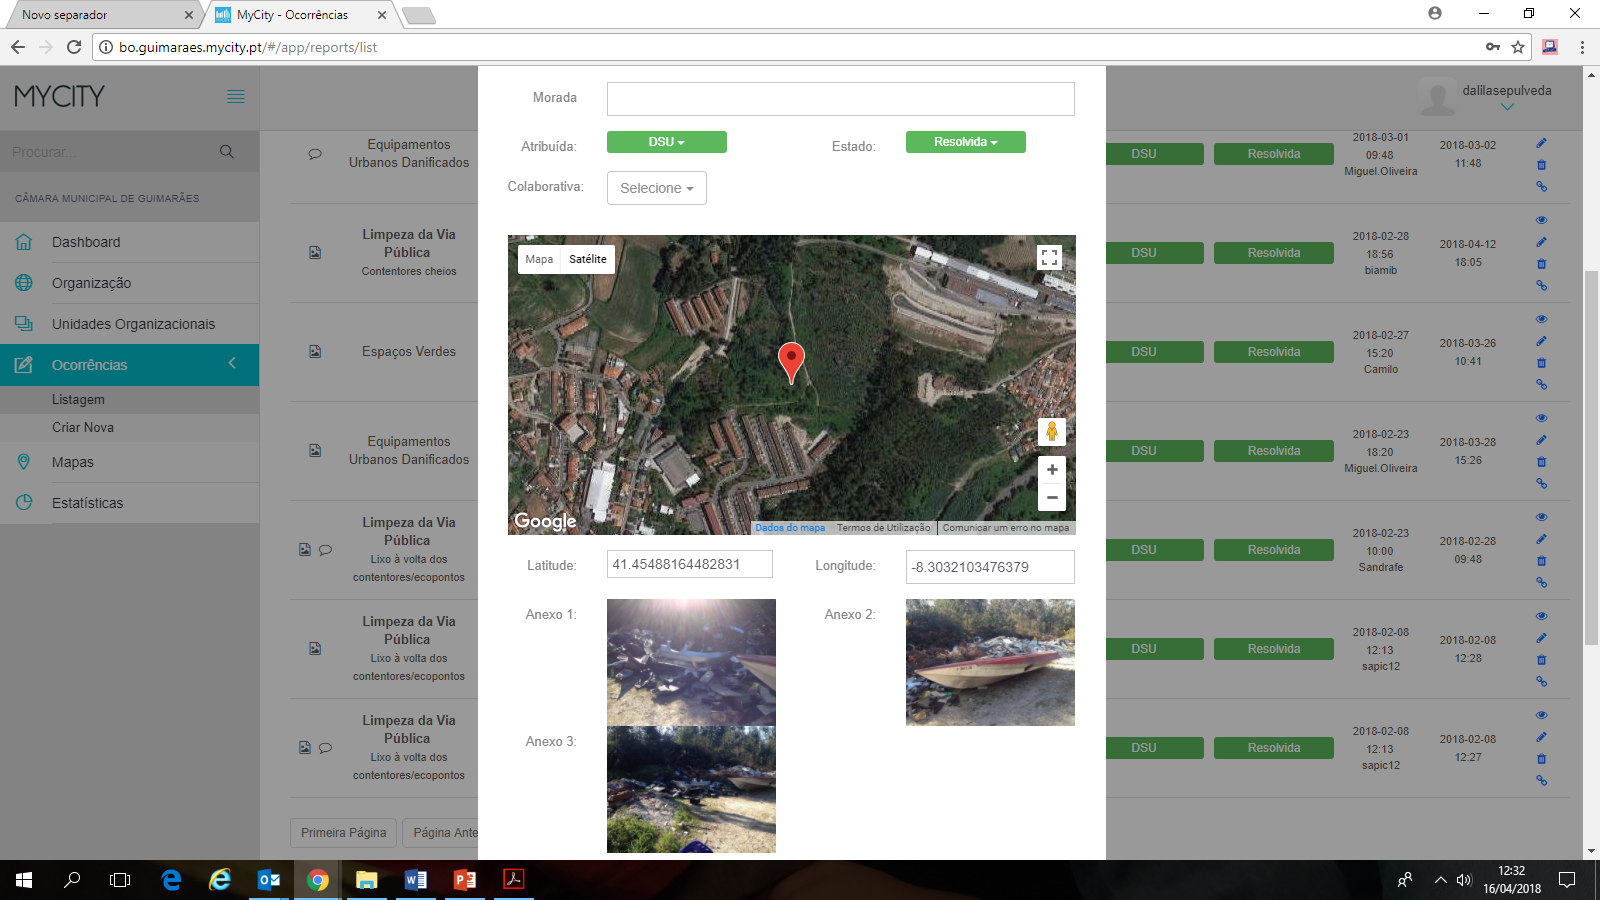 Novo separador
MyCity - Ocorrências
bo.guimaraes.mycity.pt/#/app/reports/list
MYCITY
Procurar...
CÂMARA MUNICIPAL DE GUIMARÃES
Dashboard
Organização
Unidades Organizacionais
Ocorrências
Listagem
Criar Nova
Mapas
Estatísticas
dalilasepulveda
Equipamentos
Urbanos Danificados
DSU
Resolvida
2018-03-01
09:48
Miguel.Oliveira
2018-03-02
11:48
Limpeza da Via
Pública
Contentores cheios
DSU
Resolvida
2018-02-28
18:56
biamib
2018-04-12
18:05
Espaços Verdes
DSU
Resolvida
2018-02-27
15:20
Camilo
2018-03-26
10:41
Equipamentos
Urbanos Danificados
DSU
Resolvida
2018-02-23
18:20
Miguel.Oliveira
2018-03-28
15:26
Limpeza da Via
Pública
Lixo à volta dos
contentores/ecopontos
DSU
Resolvida
2018-02-23
10:00
Sandrafe
2018-02-28
09:48
Limpeza da Via
Pública
Lixo à volta dos
contentores/ecopontos
DSU
Resolvida
2018-02-08
12:13
sapic12
2018-02-08
12:28
Limpeza da Via
Pública
Lixo à volta dos
contentores/ecopontos
DSU
Resolvida
2018-02-08
12:13
sapic12
2018-02-08
12:27
Primeira Página
Página Ante
Morada
Atribuída: DSU
Estado: Resolvida
Colaborativa: Selecione
Mapa Satélite
Google
Dados do mapa Termos de Utilização Comunicar um erro no mapa
Latitude: 41.45488164482831
Longitude: -8.3032103476379
Anexo 1:
Anexo 2:
Anexo 3:
12:32
16/04/2018